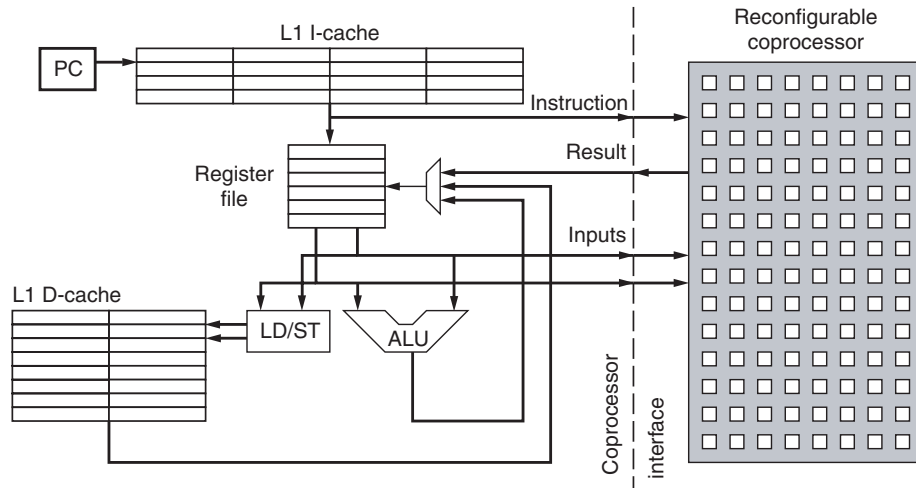 Reconfigurable
coprocessor
L1 I-cache
PC
Instruction
Register
file
Result
Inputs
L1 D-cache
LD/ST
ALU
Coprocessor
interface